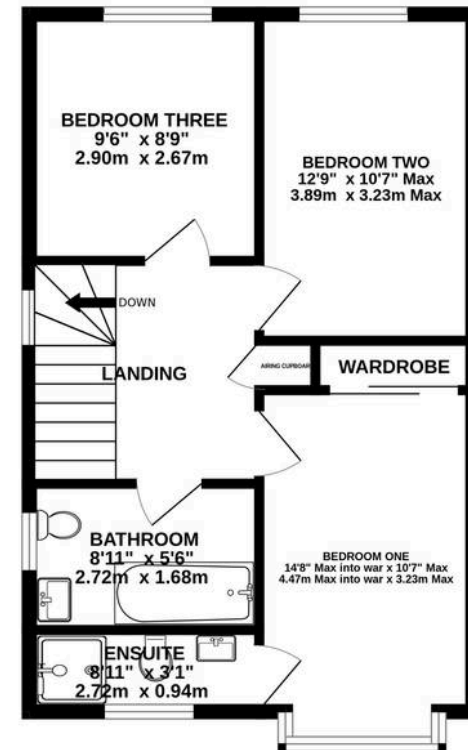 BEDROOM THREE
9'6" x 8'9"
2.90m x 2.67m
BEDROOM TWO
12'9" x 10'7" Max
3.89m x 3.23m Max
DOWN
LANDING
AIRING CUPBOAR
WARDROBE
BATHROOM
8'11" x 5'6"
2.72m x 1.68m
BEDROOM ONE
14'8" Max into war x 10'7" Max
4.47m Max into war x 3.23m Max
ENSUITE
8'11" x 3'1"
2.72m x 0.94m